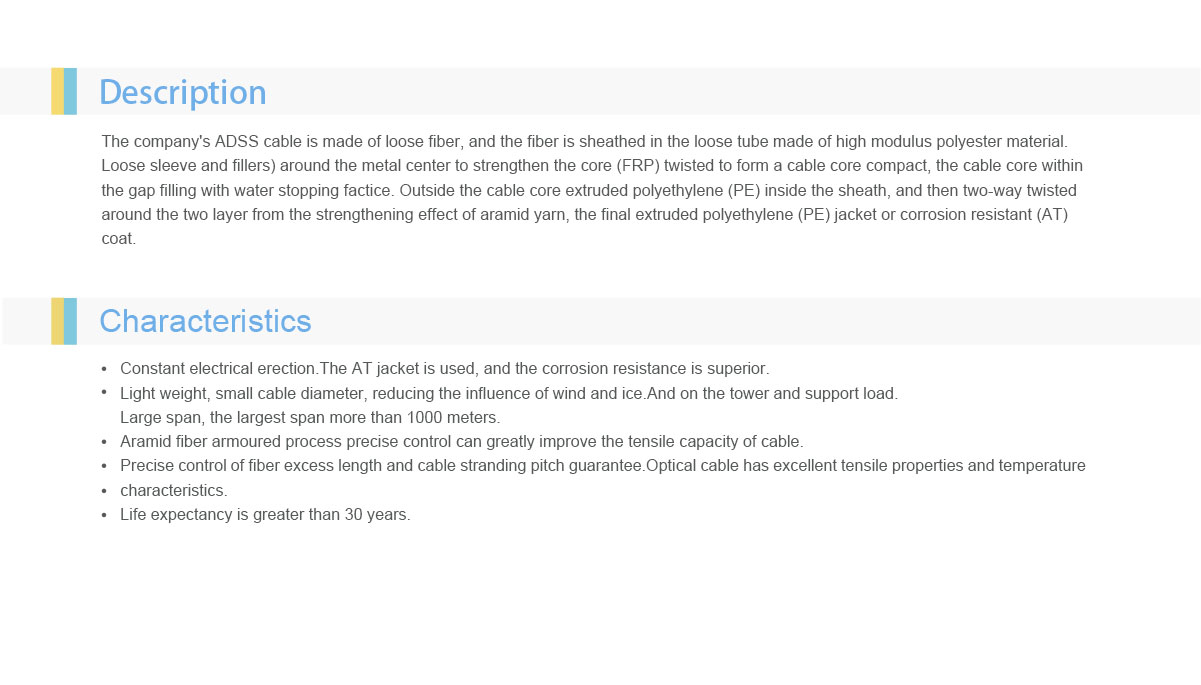 Description
The company's ADSS cable is made of loose fiber, and the fiber is sheathed in the loose tube made of high modulus polyester material.
Loose sleeve and fillers) around the metal center to strengthen the core (FRP) twisted to form a cable core compact, the cable core within
the gap filling with water stopping factice. Outside the cable core extruded polyethylene (PE) inside the sheath, and then two-way twisted
around the two layer from the strengthening effect of aramid yarn, the final extruded polyethylene (PE) jacket or corrosion resistant (AT)
coat.
Characteristics
• Constant electrical erection.The AT jacket is used, and the corrosion resistance is superior.
• Light weight, small cable diameter, reducing the influence of wind and ice.And on the tower and support load.
Large span, the largest span more than 1000 meters.
• Aramid fiber armoured process precise control can greatly improve the tensile capacity of cable.
• Precise control of fiber excess length and cable stranding pitch guarantee.Optical cable has excellent tensile properties and temperature
• characteristics.
• Life expectancy is greater than 30 years.